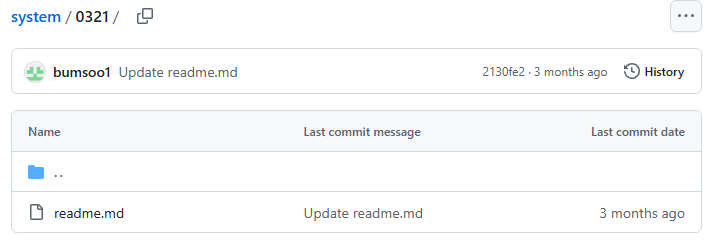 system / 0321 /
bumsoo1 Update readme.md 2130fe2 · 3 months ago History
Name Last commit message Last commit date
..
readme.md Update readme.md 3 months ago